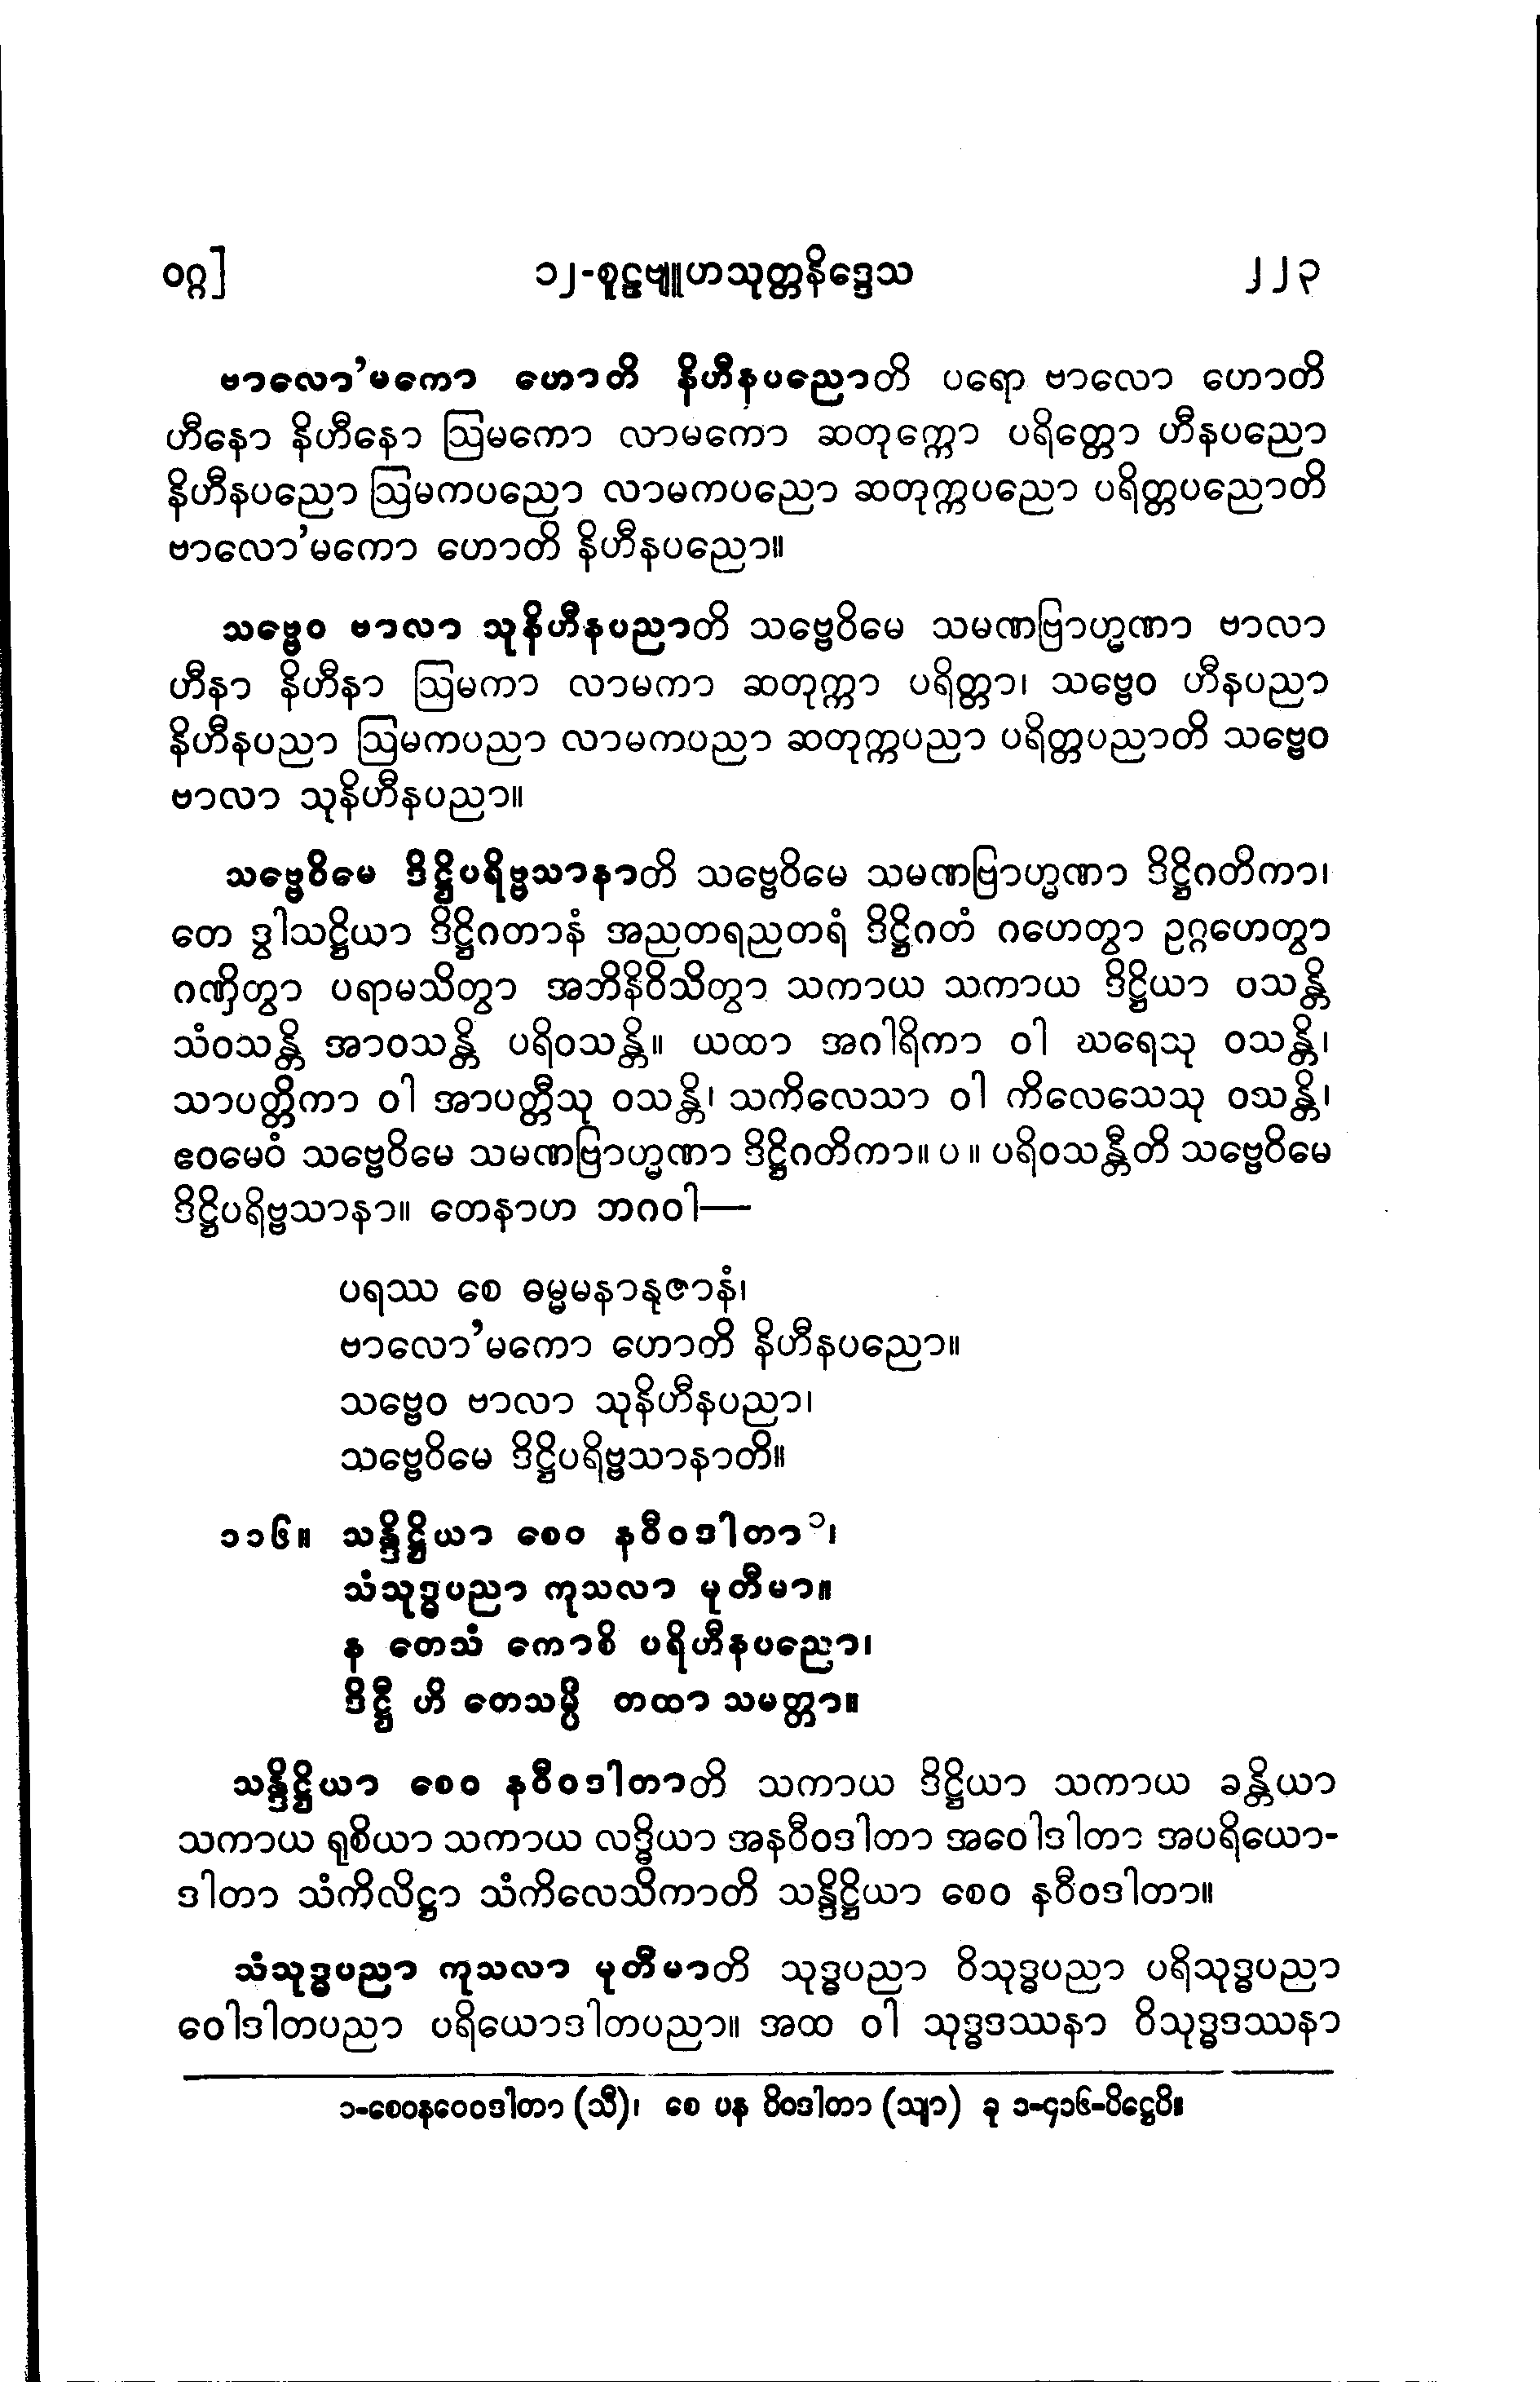 ဝဂ္ဂ] ၁၂-စူဠဗျူဟသုတ္တနိဒ္ဒေသ ၂၂၃
ဗာလော’မကော ဟောတိ နိဟီနပညောတိ ပရော ဗာလော ဟောတိ
ဟီနော နိဟီနော ဩမကော လာမကော ဆတုက္ကော ပရိတ္တော ဟီနပညော
နိဟီနပညော ဩမကပညော လာမကပညော ဆတုက္ကပညော ပရိတ္တပညောတိ
ဗာလော’မကော ဟောတိ နိဟီနပညော။
သဗ္ဗေဝ ဗာလာ သုနိဟီနပညာတိ သဗ္ဗေဝိမေ သမဏဗြာဟ္မဏာ ဗာလာ
ဟီနာ နိဟီနာ ဩမကာ လာမကာ ဆတုက္ကာ ပရိတ္တာ၊ သဗ္ဗေဝ ဟီနပညာ
နိဟီနပညာ ဩမကပညာ လာမကပညာ ဆတုက္ကပညာ ပရိတ္တပညာတိ သဗ္ဗေဝ
ဗာလာ သုနိဟီနပညာ။
သဗ္ဗေဝိမေ ဒိဋ္ဌိပရိဗ္ဗသာနာတိ သဗ္ဗေဝိမေ သမဏဗြာဟ္မဏာ ဒိဋ္ဌိဂတိကာ၊
တေ ဒွါသဋ္ဌိယာ ဒိဋ္ဌိဂတာနံ အညတရညတရံ ဒိဋ္ဌိဂတံ ဂဟေတွာ ဥဂ္ဂဟေတွာ
ဂဏှိတွာ ပရာမသိတွာ အဘိနိဝိသိတွာ သကာယ သကာယ ဒိဋ္ဌိယာ ဝသန္တိ
သံဝသန္တိ အာဝသန္တိ ပရိဝသန္တိ။ ယထာ အဂါရိကာ ဝါ ဃရေသု ဝသန္တိ၊
သာပတ္တိကာ ဝါ အာပတ္တီသု ဝသန္တိ၊ သကိလေသာ ဝါ ကိလေသေသု ဝသန္တိ၊
ဧဝမေဝံ သဗ္ဗေဝိမေ သမဏဗြာဟ္မဏာ ဒိဋ္ဌိဂတိကာ။ ပ ။ ပရိဝသန္တီတိ သဗ္ဗေဝိမေ
ဒိဋ္ဌိပရိဗ္ဗသာနာ။ တေနာဟ ဘဂဝါ—
ပရဿ စေ ဓမ္မမနာနုဇာနံ၊
ဗာလော’မကော ဟောတိ နိဟီနပညော။
သဗ္ဗေဝ ဗာလာ သုနိဟီနပညာ၊
သဗ္ဗေဝိမေ ဒိဋ္ဌိပရိဗ္ဗသာနာတိ။
၁၁၆။ သန္ဒိဋ္ဌိယာ စေဝ နဝီဝဒါတာ၁၊
သံသုဒ္ဓပညာ ကုသလာ မုတီမာ။
န တေသံ ကောစိ ပရိဟီနပညော၊
ဒိဋ္ဌီ ဟိ တေသမ္ပိ တထာ သမတ္တာ။
သန္ဒိဋ္ဌိယာ စေဝ နဝီဝဒါတာတိ သကာယ ဒိဋ္ဌိယာ သကာယ ခန္တိယာ
သကာယ ရုစိယာ သကာယ လဒ္ဓိယာ အနဝီဝဒါတာ အဝေါဒါတာ အပရိယော-
ဒါတာ သံကိလိဋ္ဌာ သံကိလေသိကာတိ သန္ဒိဋ္ဌိယာ စေဝ နဝီဝဒါတာ။
သံသုဒ္ဓပညာ ကုသလာ မုတီမာတိ သုဒ္ဓပညာ ဝိသုဒ္ဓပညာ ပရိသုဒ္ဓပညာ
ဝေါဒါတပညာ ပရိယောဒါတပညာ။ အထ ဝါ သုဒ္ဓဒဿနာ ဝိသုဒ္ဓဒဿနာ
၁-စေဝနဝေဝဒါတာ (သီ)၊ စေ ပန ဝိဝဒါတာ (သျာ) ခု ၁-၄၁၆-ပိဋ္ဌေပိ။